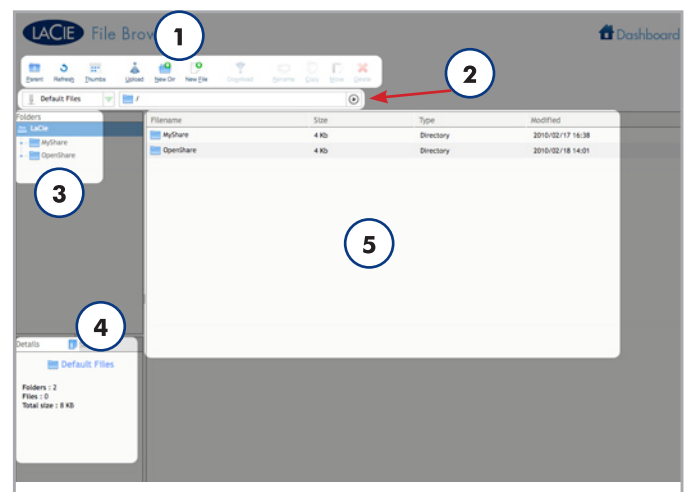 LACIE File Brow
Dashboard
1
Parent Refresh Thumbs Upload New Dir New File Download Rename Copy Move Delete
2
Default Files /
Folders
LaCie
MyShare
OpenShare
3
Filename Size Type Modified
MyShare 4 Kb Directory 2010/02/17 16:38
OpenShare 4 Kb Directory 2010/02/18 14:01
5
4
Details
Default Files
Folders : 2
Files : 0
Total size : 8 KB